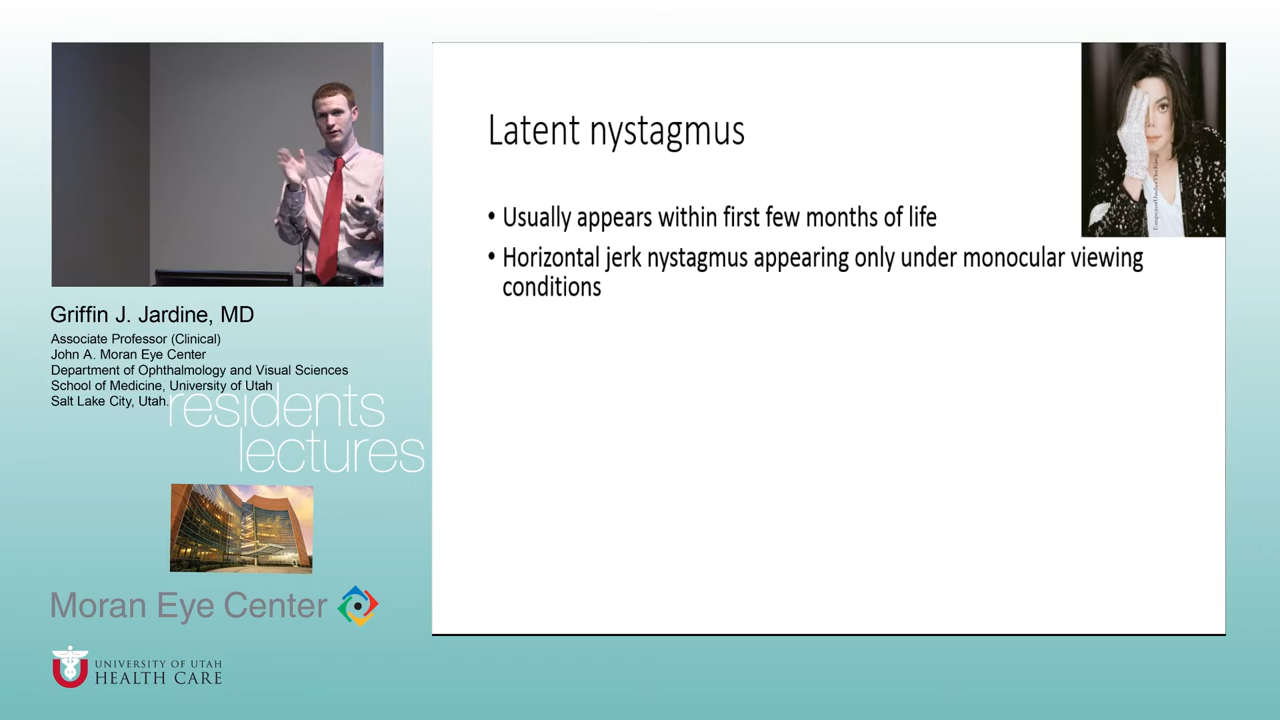 Latent nystagmus
• Usually appears within first few months of life
• Horizontal jerk nystagmus appearing only under monocular viewing
conditions
Griffin J. Jardine, MD
Associate Professor (Clinical)
John A. Moran Eye Center
Department of Ophthalmology and Visual Sciences
School of Medicine, University of Utah
Salt Lake City, Utah.
residents
lectures
Moran Eye Center
UNIVERSITY OF UTAH
HEALTH CARE